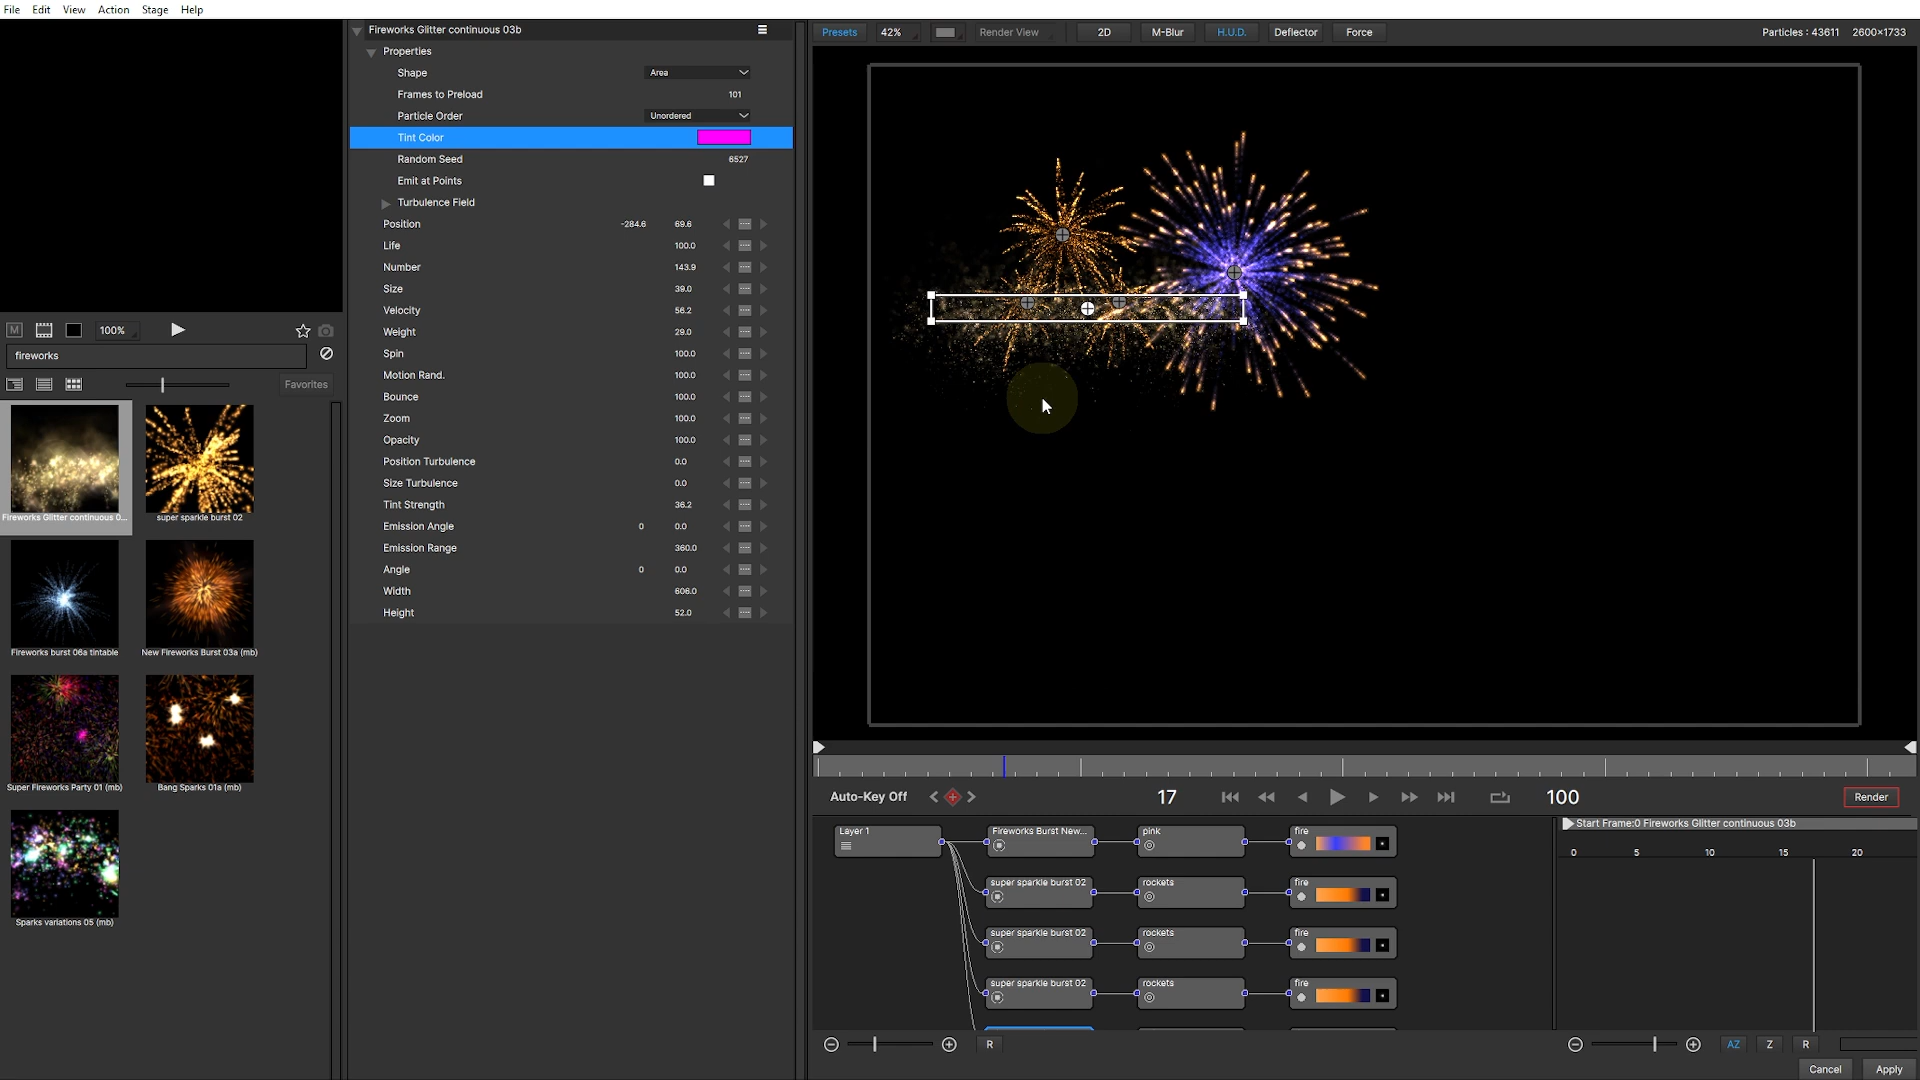 File Edit View Action Stage Help
Fireworks Glitter continuous 03b
Properties
Shape Area
Frames to Preload 101
Particle Order Unordered
Tint Color
Random Seed 6527
Emit at Points
Turbulence Field
Position -284.6 69.6
Life 100.0
Number 143.9
Size 39.0
Velocity 56.2
Weight 29.0
Spin 100.0
Motion Rand. 100.0
Bounce 100.0
Zoom 100.0
Opacity 100.0
Position Turbulence 0.0
Size Turbulence 0.0
Tint Strength 36.2
Emission Angle 0 0.0
Emission Range 360.0
Angle 0 0.0
Width 606.0
Height 52.0
M 100%
fireworks
Favorites
Fireworks Glitter continuous 0...
super sparkle burst 02
Fireworks burst 06a tintable
New Fireworks Burst 03a (mb)
Super Fireworks Party 01 (mb)
Bang Sparks 01a (mb)
Sparks variations 05 (mb)
Presets 42% Render View 2D M-Blur H.U.D. Deflector Force Particles : 43611 2600×1733
Auto-Key Off 17 100 Render
Layer 1 Fireworks Burst New... pink fire
super sparkle burst 02 rockets fire
super sparkle burst 02 rockets fire
super sparkle burst 02 rockets fire
R
Start Frame:0 Fireworks Glitter continuous 03b
0 5 10 15 20
AZ Z R
Cancel Apply